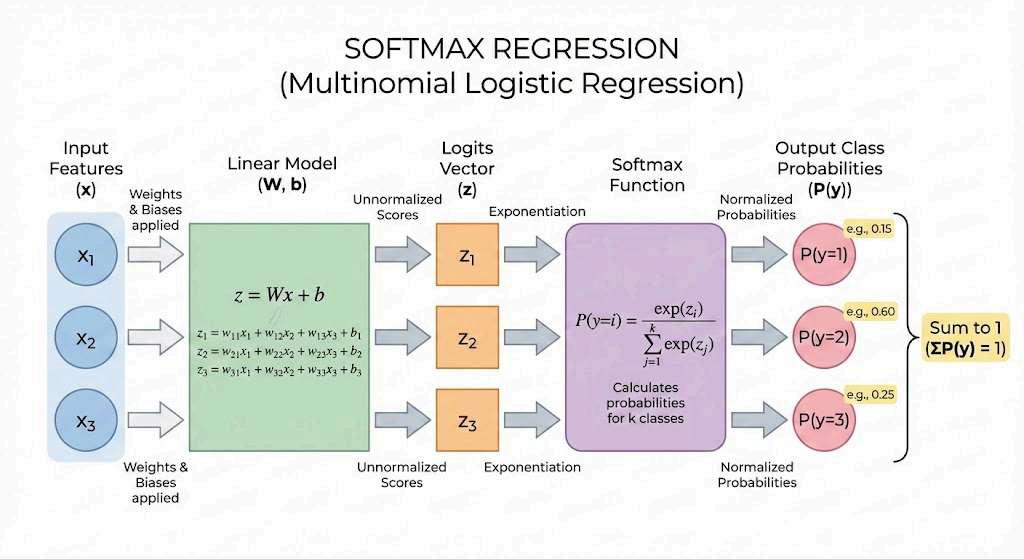 SOFTMAX REGRESSION
(Multinomial Logistic Regression)
Input
Features
(x)
Weights
& Biases
applied
Linear Model
(W, b)
Unnormalized
Scores
Logits
Vector
(z)
Exponentiation
Softmax
Function
Normalized
Probabilities
Output Class
Probabilities
(P(y))
x₁
x₂
x₃
z = Wx + b
z₁ = w₁₁x₁ + w₁₂x₂ + w₁₃x₃ + b₁
z₂ = w₂₁x₁ + w₂₂x₂ + w₂₃x₃ + b₂
z₃ = w₃₁x₁ + w₃₂x₂ + w₃₃x₃ + b₃
z₁
z₂
z₃
P(y=i) = exp(zᵢ) / ∑ⱼ₌₁ᵏ exp(zⱼ)
Calculates
probabilities
for k classes
e.g., 0.15
P(y=1)
e.g., 0.60
P(y=2)
e.g., 0.25
P(y=3)
Sum to 1
(ΣP(y) = 1)
Weights &
Biases
applied
Unnormalized
Scores
Exponentiation
Normalized
Probabilities